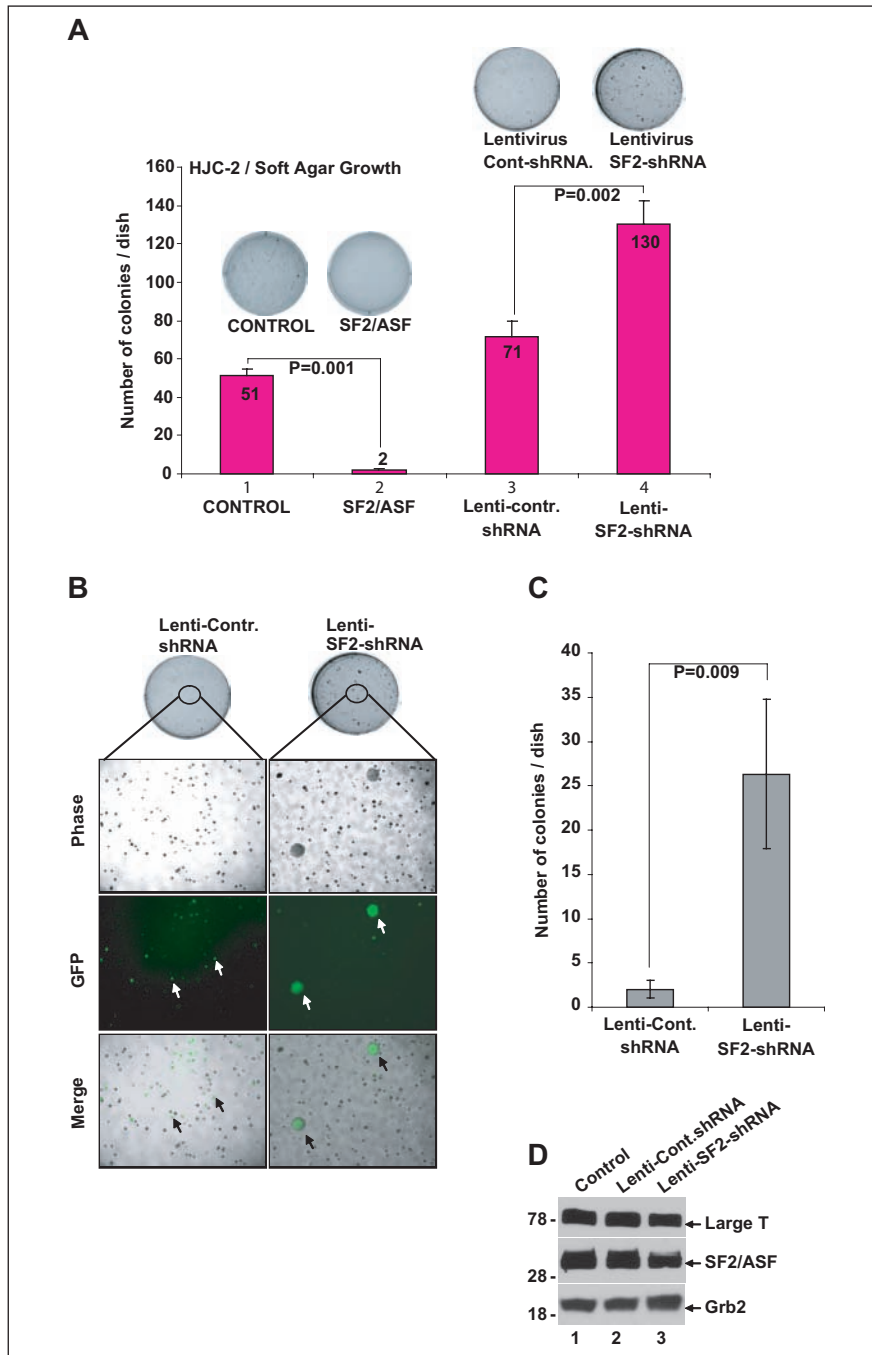 A
Lentivirus
Cont-shRNA.
Lentivirus
SF2-shRNA
HJC-2 / Soft Agar Growth
Number of colonies / dish
160
140
120
100
80
60
40
20
0
CONTROL
SF2/ASF
P=0.001
P=0.002
51
2
71
130
1
2
3
4
CONTROL
SF2/ASF
Lenti-contr.
shRNA
Lenti-
SF2-shRNA
B
Lenti-Contr.
shRNA
Lenti-
SF2-shRNA
Phase
GFP
Merge
C
Number of colonies / dish
40
35
30
25
20
15
10
5
0
P=0.009
Lenti-Cont.
shRNA
Lenti-
SF2-shRNA
D
Control
Lenti-Cont.shRNA
Lenti-SF2-shRNA
78 -
Large T
SF2/ASF
28 -
Grb2
18 -
1 2 3